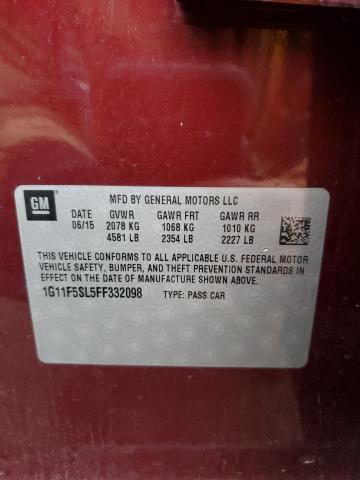 GM
MFD BY GENERAL MOTORS LLC
DATE GVWR GAWR FRT GAWR RR
06/15 2078 KG 1068 KG 1010 KG
4581 LB 2354 LB 2227 LB
THIS VEHICLE CONFORMS TO ALL APPLICABLE U.S. FEDERAL MOTOR
VEHICLE SAFETY, BUMPER, AND THEFT PREVENTION STANDARDS IN
EFFECT ON THE DATE OF MANUFACTURE SHOWN ABOVE.
1G11F5SL5FF332098 TYPE: PASS CAR